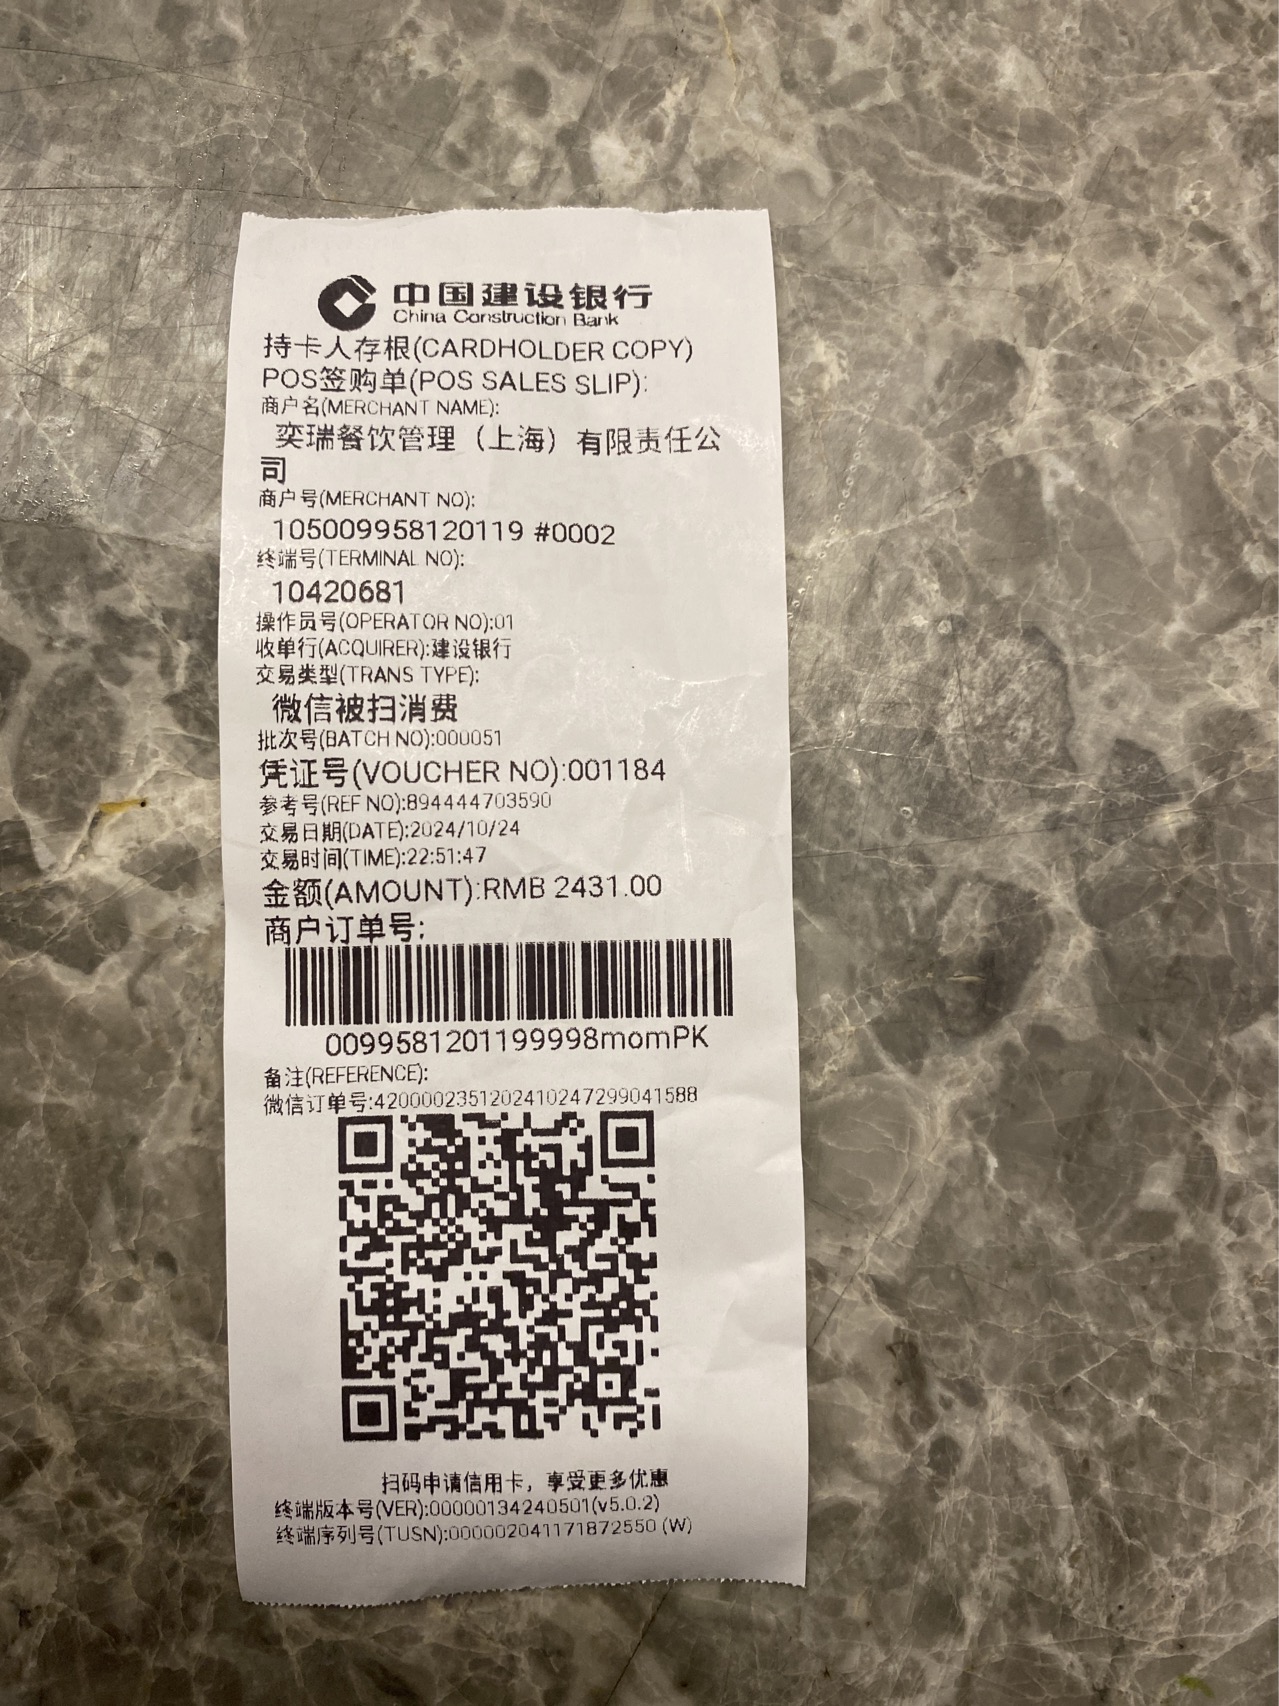 中国建设银行
China Construction Bank
持卡人存根(CARDHOLDER COPY)
POS签购单(POS SALES SLIP):
商户名(MERCHANT NAME):
奕瑞餐饮管理（上海）有限责任公
司
商户号(MERCHANT NO):
105009958120119 #0002
终端号(TERMINAL NO):
10420681
操作员号(OPERATOR NO):01
收单行(ACQUIRER):建设银行
交易类型(TRANS TYPE):
微信被扫消费
批次号(BATCH NO):000051
凭证号(VOUCHER NO):001184
参考号(REF NO):894444703590
交易日期(DATE):2024/10/24
交易时间(TIME):22:51:47
金额(AMOUNT):RMB 2431.00
商户订单号:
0099581201199998momPK
备注(REFERENCE):
微信订单号:4200002351202410247299041588
扫码申请信用卡，享受更多优惠
终端版本号(VER):00000134240501(v5.0.2)
终端序列号(TUSN):000002041171872550 (W)